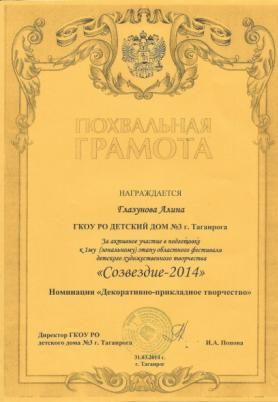 ПОХВАЛЬНАЯ
ГРАМОТА
НАГРАЖДАЕТСЯ
Глазунова Алина
ГКОУ РО ДЕТСКИЙ ДОМ №3 г. Таганрога
За активное участие в подготовке
к 1му (зональному) этапу областного фестиваля
детского художественного творчества
«Созвездие-2014»
Номинация «Декоративно-прикладное творчество»
Директор ГКОУ РО
детского дома №3 г. Таганрога
И.А. Попова
31.03.2014 г.
г. Таганрог